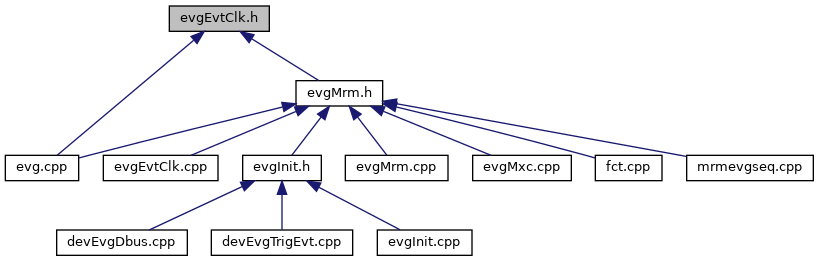 evgEvtClk.h
evgMrm.h
evg.cpp
evgEvtClk.cpp
evgInit.h
evgMrm.cpp
evgMxc.cpp
fct.cpp
mrmevgseq.cpp
devEvgDbus.cpp
devEvgTrigEvt.cpp
evgInit.cpp